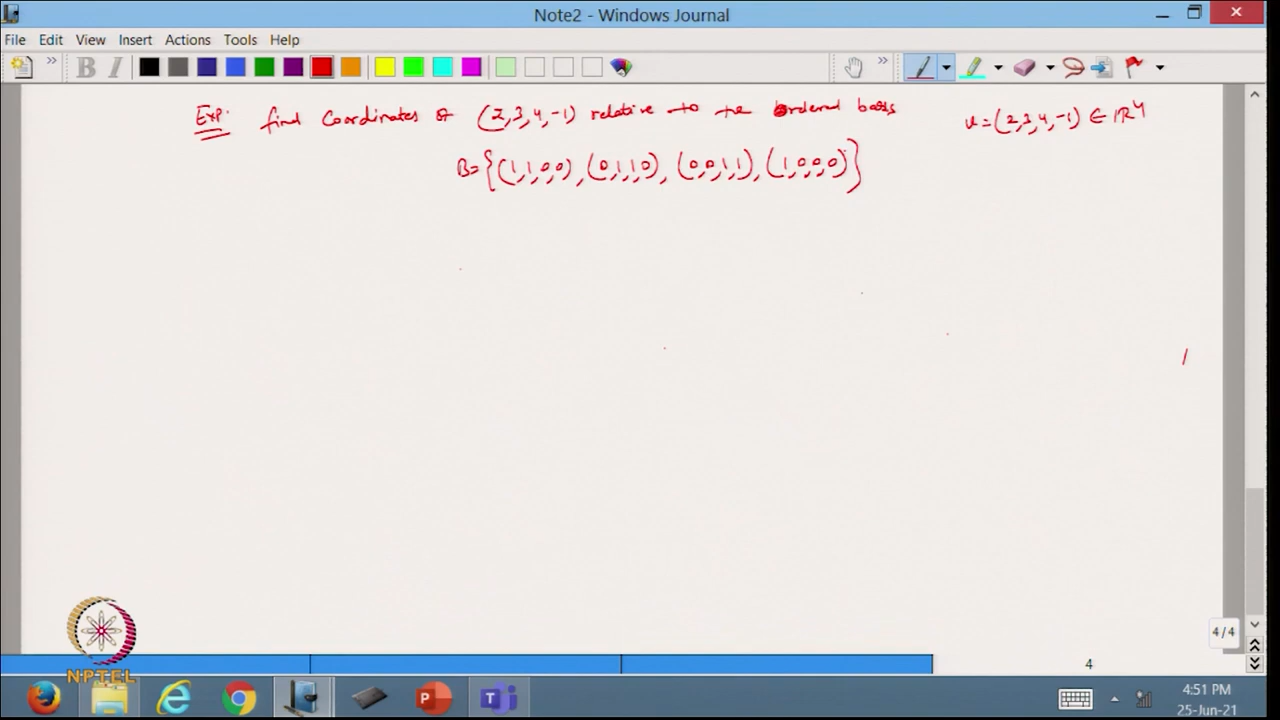 Note2 - Windows Journal
File Edit View Insert Actions Tools Help
Exp: find coordinates of (2,3,4,-1) relative to the ordered basis
v=(2,3,4,-1) ∈ IR4
B={(1,1,0,0), (0,1,1,0), (0,0,1,1), (1,0,0,0)}
4/4
4
NPTEL
4:51 PM
25-Jun-21